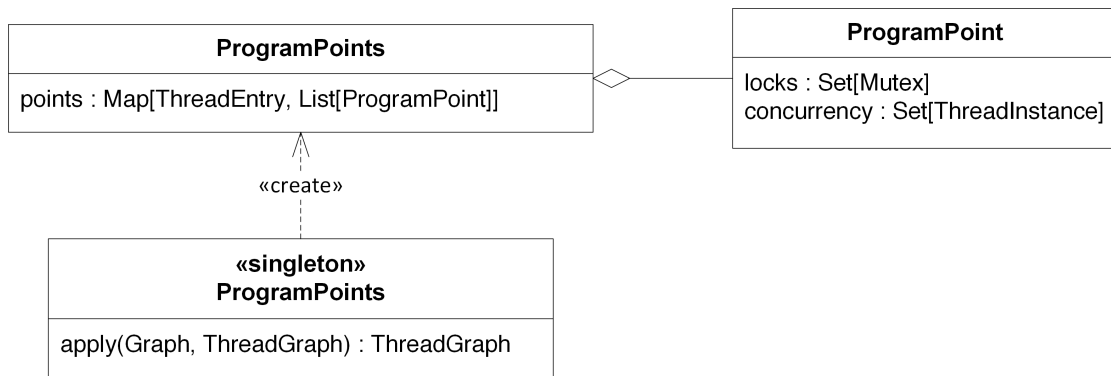 ProgramPoints
points : Map[ThreadEntry, List[ProgramPoint]]
ProgramPoint
locks : Set[Mutex]
concurrency : Set[ThreadInstance]
«create»
«singleton»
ProgramPoints
apply(Graph, ThreadGraph) : ThreadGraph